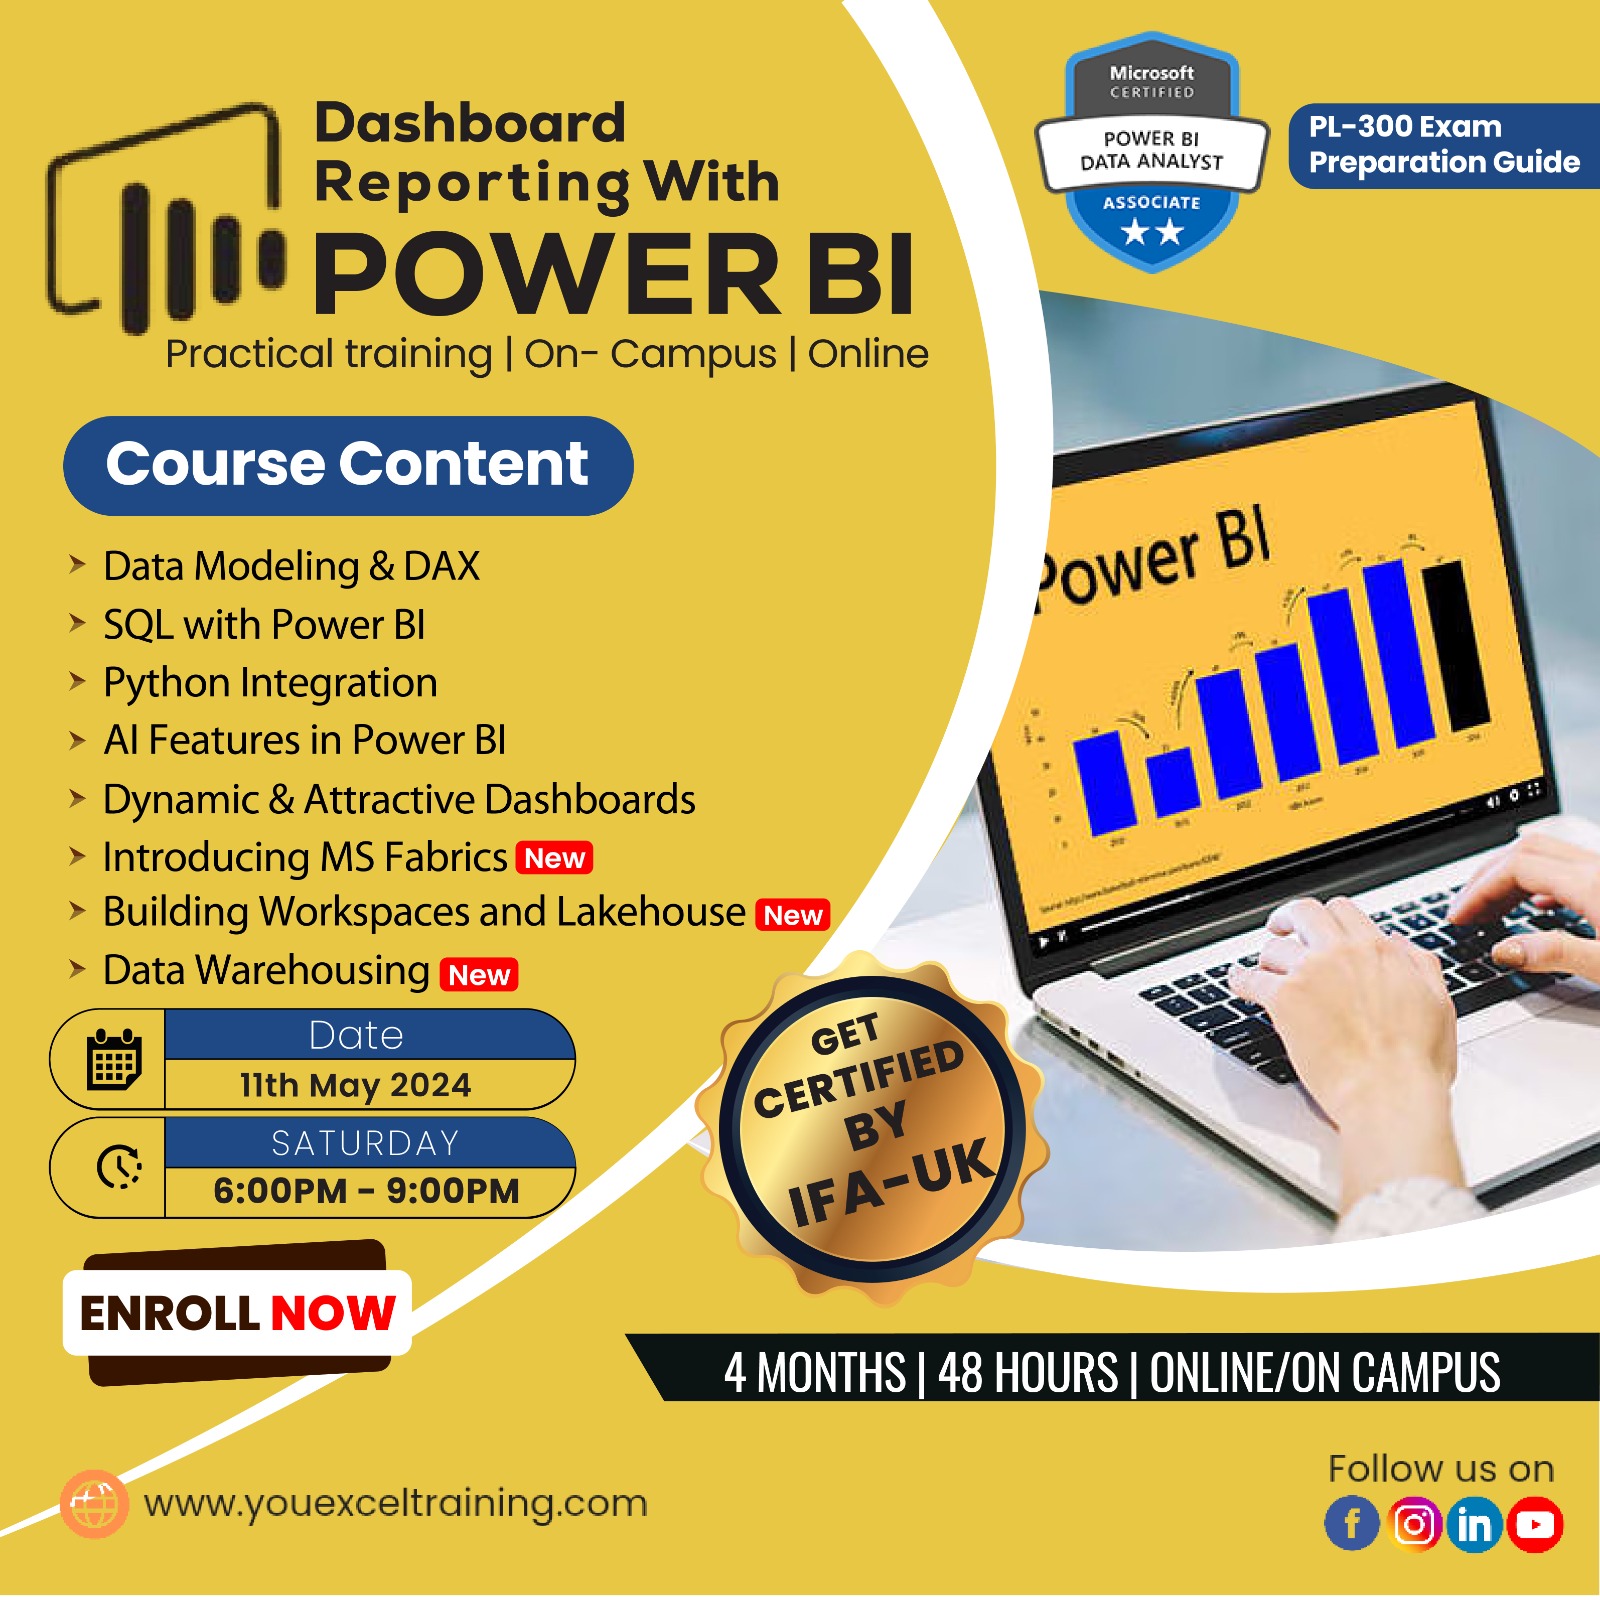 Dashboard
Reporting With
POWER BI
Practical training | On- Campus | Online
Microsoft
CERTIFIED
POWER BI
DATA ANALYST
ASSOCIATE
PL-300 Exam
Preparation Guide
Course Content
Data Modeling & DAX
SQL with Power BI
Python Integration
AI Features in Power BI
Dynamic & Attractive Dashboards
Introducing MS Fabrics New
Building Workspaces and Lakehouse New
Data Warehousing New
Power BI
Date
11th May 2024
SATURDAY
6:00PM - 9:00PM
GET
CERTIFIED
BY
IFA-UK
ENROLL NOW
4 MONTHS | 48 HOURS | ONLINE/ON CAMPUS
www.youexceltraining.com
Follow us on